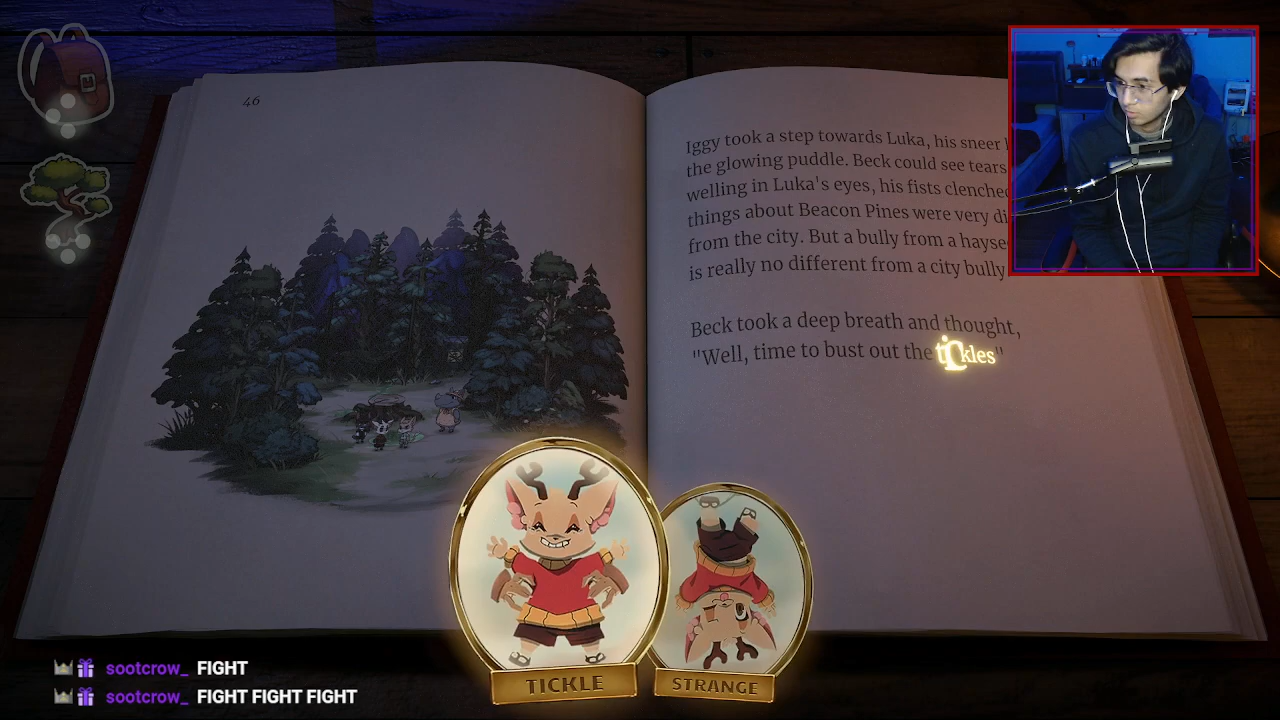 46
Iggy took a step towards Luka, his sneer
the glowing puddle. Beck could see tears
welling in Luka's eyes, his fists clenche
things about Beacon Pines were very di
from the city. But a bully from a hayse
is really no different from a city bully
Beck took a deep breath and thought,
"Well, time to bust out the tickles"
TICKLE
STRANGE
sootcrow_ FIGHT
sootcrow_ FIGHT FIGHT FIGHT